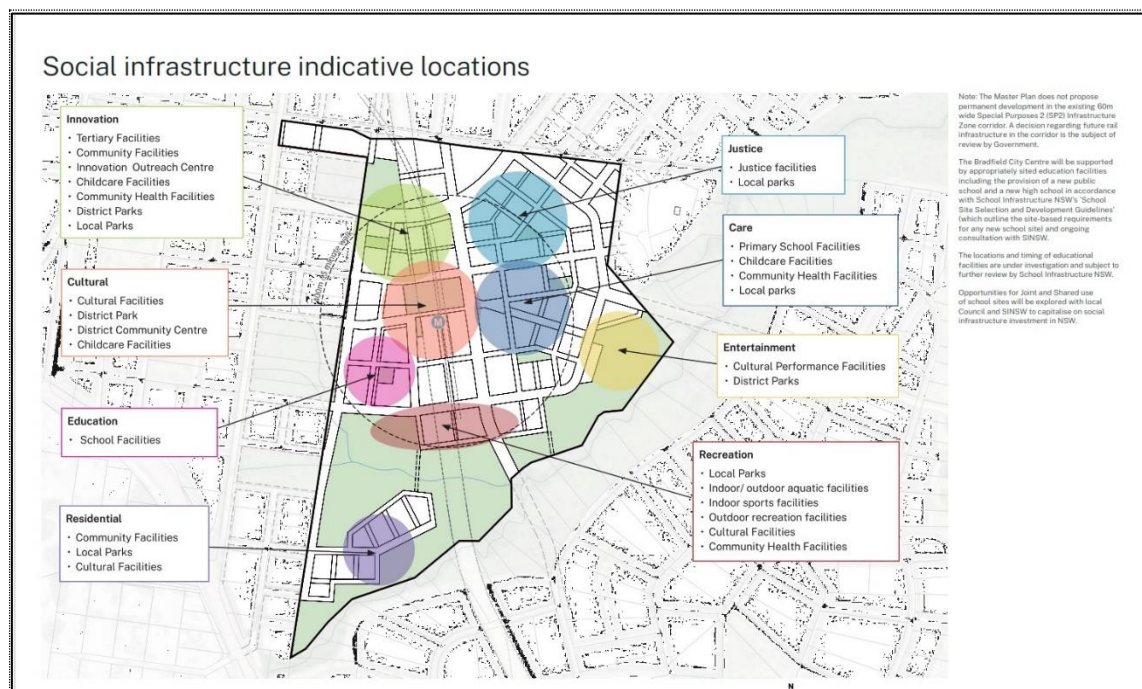 Social infrastructure indicative locations
Innovation
• Tertiary Facilities
• Community Facilities
• Innovation Outreach Centre
• Childcare Facilities
• Community Health Facilities
• District Parks
• Local Parks
Cultural
• Cultural Facilities
• District Park
• District Community Centre
• Childcare Facilities
Education
• School Facilities
Residential
• Community Facilities
• Local Parks
• Cultural Facilities
M
Justice
• Justice facilities
• Local parks
Care
• Primary School Facilities
• Childcare Facilities
• Community Health Facilities
• Local parks
Entertainment
• Cultural Performance Facilities
• District Parks
Recreation
• Local Parks
• Indoor/ outdoor aquatic facilities
• Indoor sports facilities
• Outdoor recreation facilities
• Cultural Facilities
• Community Health Facilities
Note: The Master Plan does not propose
permanent development in the existing 60m
wide Special Purposes 2 (SP2) Infrastructure
Zone corridor. A decision regarding future rail
infrastructure in the corridor is the subject of
review by Government.
The Bradfield City Centre will be supported
by appropriately sited education facilities
including the provision of a new public
school and a new high school in accordance
with School Infrastructure NSW's 'School
Site Selection and Development Guidelines'
(which outline the site-based requirements
for any new school site) and ongoing
consultation with SINSW.
The locations and timing of educational
facilities are under investigation and subject to
further review by School Infrastructure NSW.
Opportunities for Joint and Shared use
of school sites will be explored with local
Council and SINSW to capitalise on social
infrastructure investment in NSW.
N